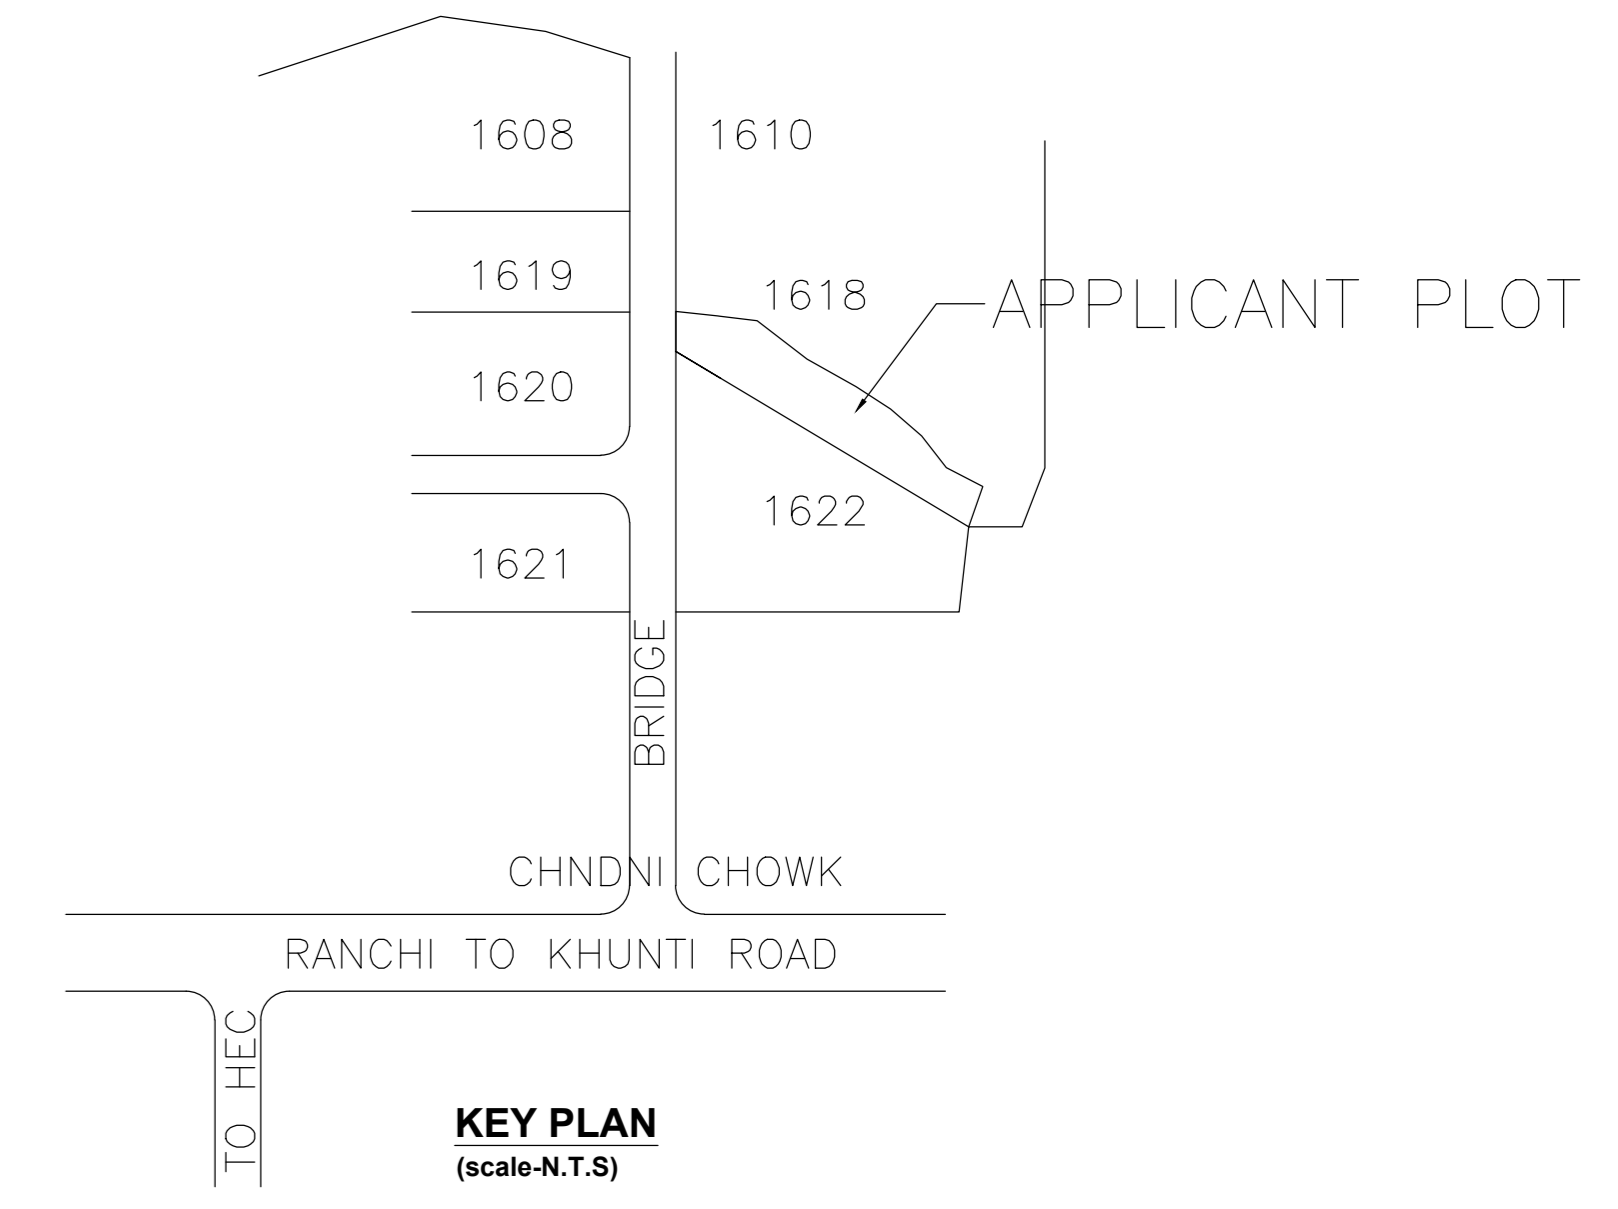 1608
1610
1619
1618
APPLICANT PLOT
1620
1622
1621
BRIDGE
CHNDNI CHOWK
RANCHI TO KHUNTI ROAD
TO HEC
KEY PLAN
(scale-N.T.S)